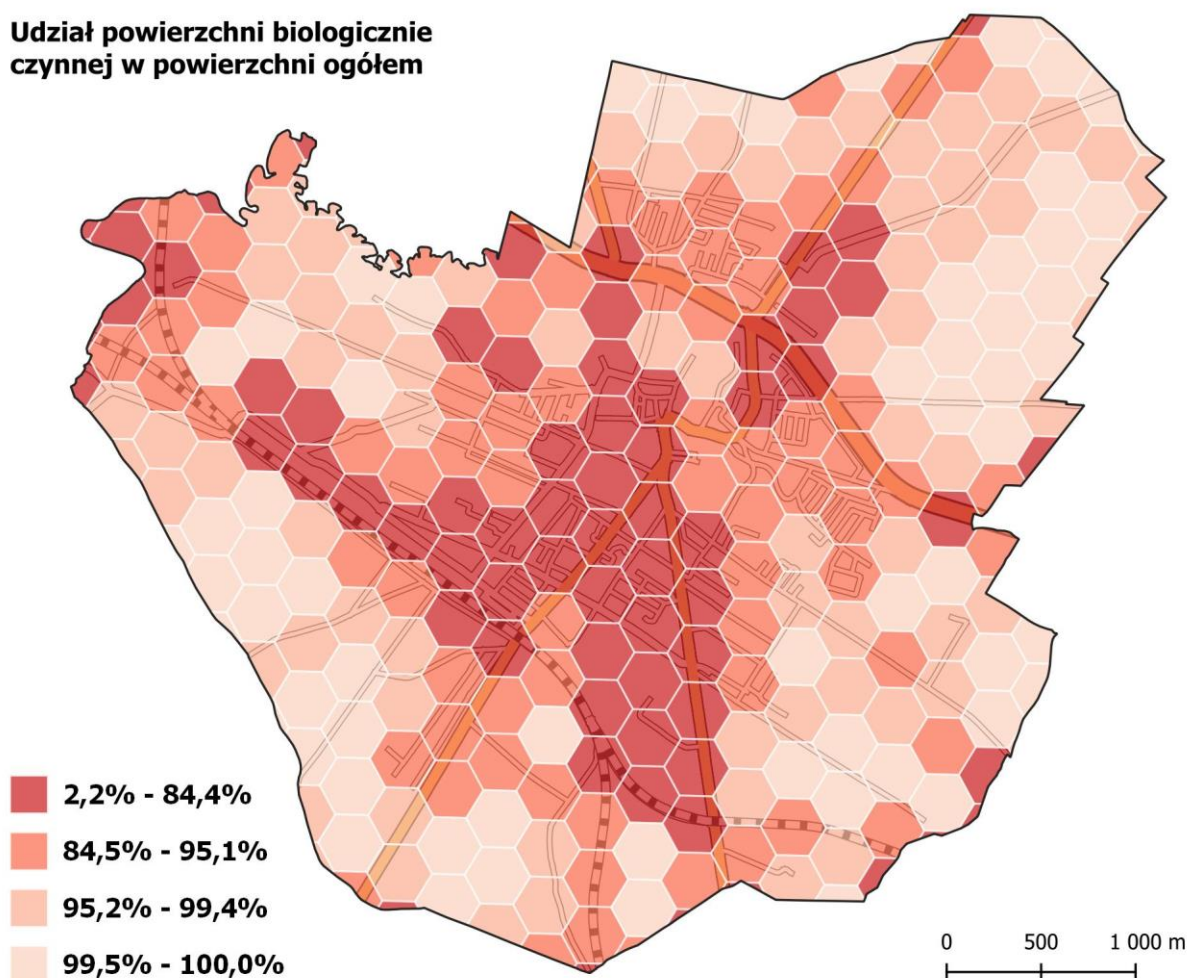 Udział powierzchni biologicznie
czynnej w powierzchni ogółem
2,2% - 84,4%
84,5% - 95,1%
95,2% - 99,4%
99,5% - 100,0%
0 500 1 000 m